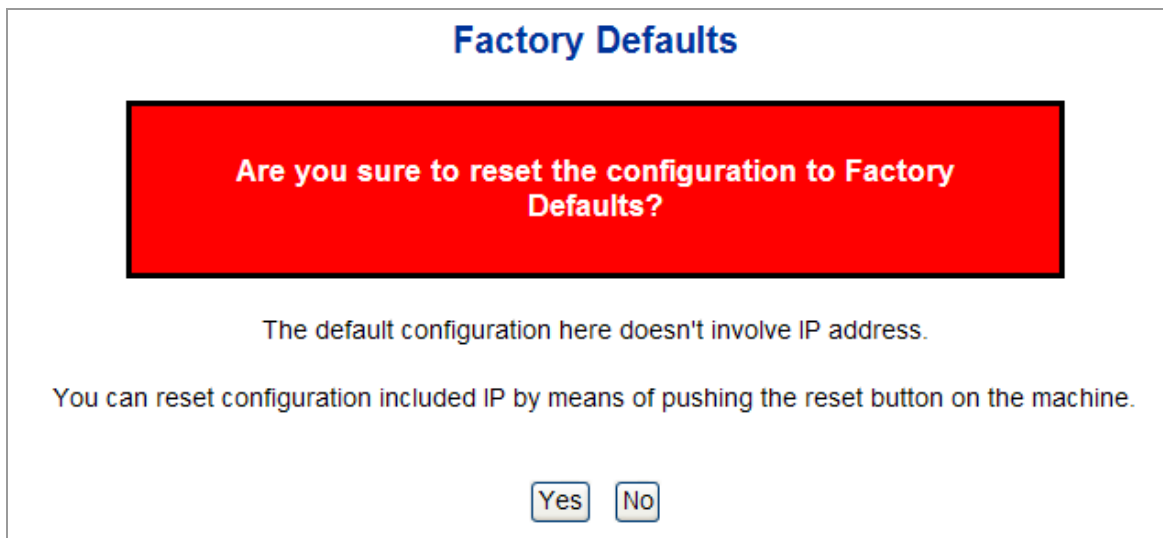 Factory Defaults
Are you sure to reset the configuration to Factory
Defaults?
The default configuration here doesn't involve IP address.
You can reset configuration included IP by means of pushing the reset button on the machine.
Yes No